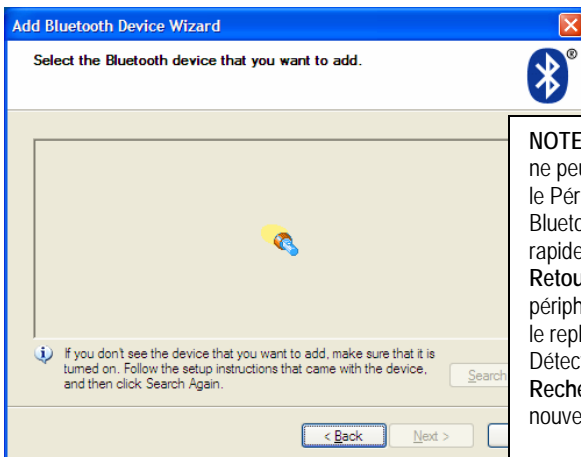 Add Bluetooth Device Wizard
Select the Bluetooth device that you want to add.
®
If you don't see the device that you want to add, make sure that it is
turned on. Follow the setup instructions that came with the device,
and then click Search Again.
Search
< Back
Next >
NOTE
ne peu
le Pér
Blueto
rapide
Retou
périph
le repl
Détec
Reche
nouve